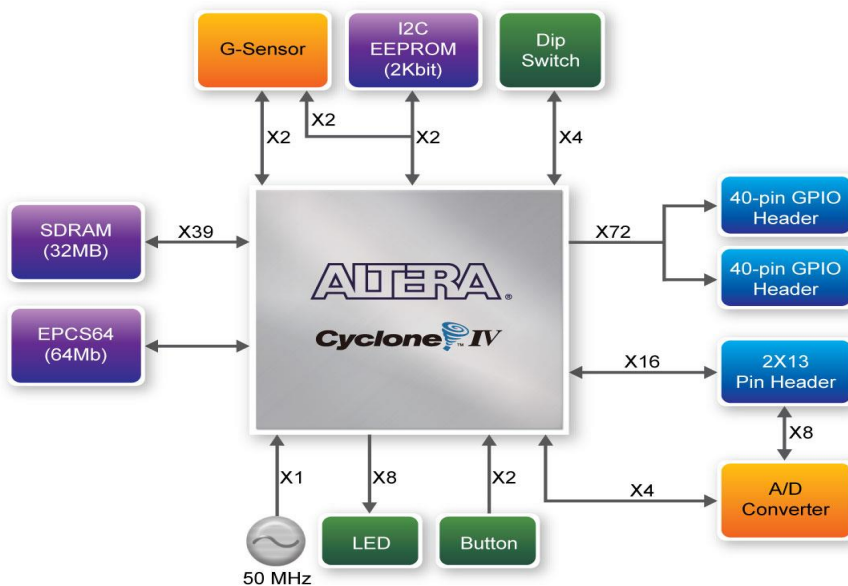 G-Sensor
I2C
EEPROM
(2Kbit)
Dip
Switch
X2
X2
X2
X4
SDRAM
(32MB)
X39
EPCS64
(64Mb)
ALTERA®
Cyclone™ IV
X72
40-pin GPIO
Header
40-pin GPIO
Header
X16
2X13
Pin Header
X8
X4
A/D
Converter
X1
X8
X2
50 MHz
LED
Button